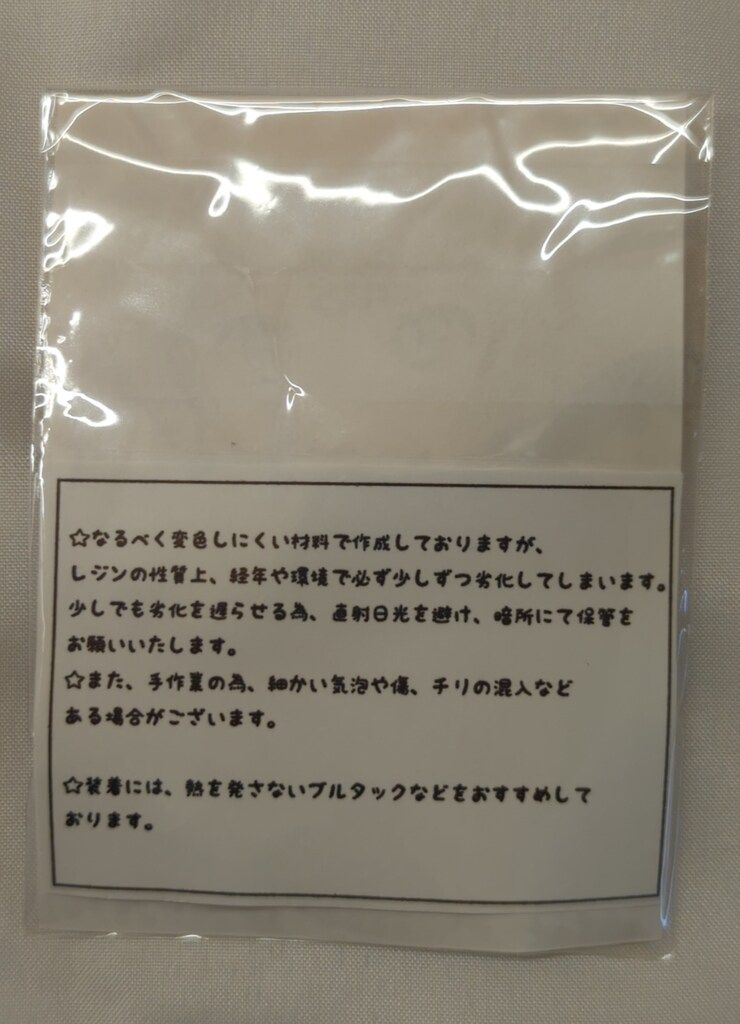 ☆なるべく変色しにくい材料で作成しておりますが、
レジンの性質上、経年や環境で必ず少しずつ劣化してしまいます。
少しでも劣化を遅らせる為、直射日光を避け、暗所にて保管を
お願いいたします。
☆また、手作業の為、細かい気泡や傷、チリの混入など
ある場合がございます。
☆装着には、熱を発さないブルタックなどをおすすめして
おります。